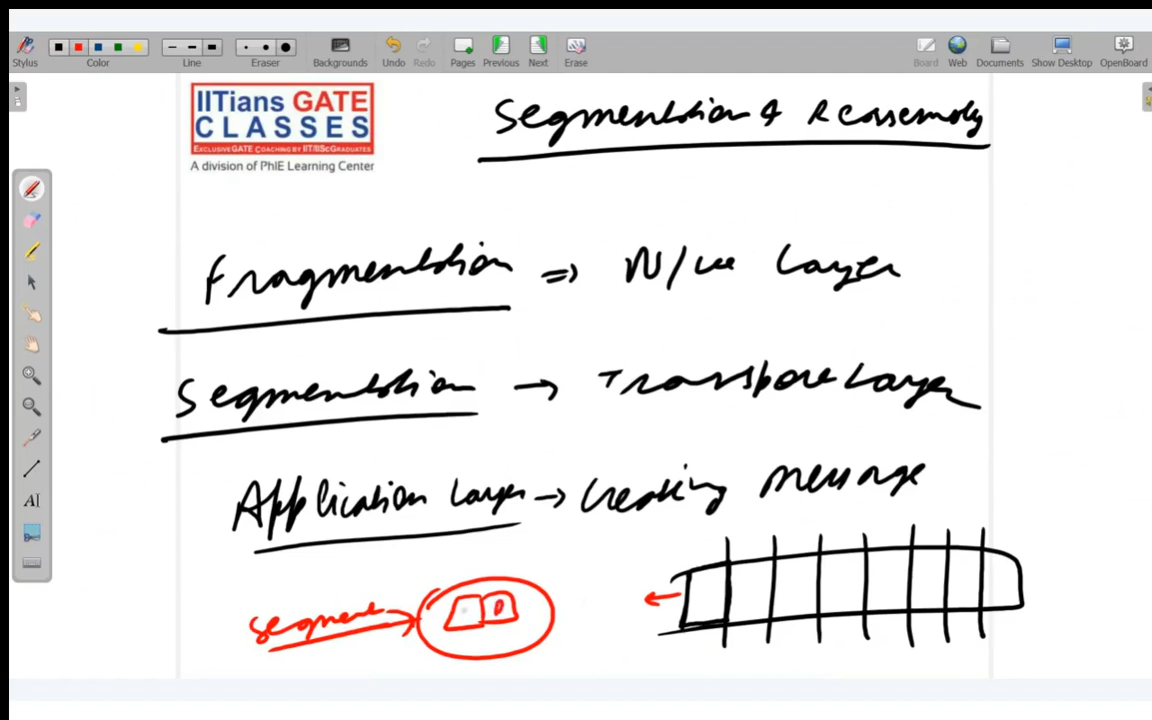 Stylus
Color
Line
Eraser
Backgrounds
Undo
Redo
Pages
Previous
Next
Erase
Board
Web
Documents
Show Desktop
OpenBoard
IITians GATE
CLASSES
EXCLUSIVE GATE COACHING BY IIT/IISC GRADUATES
A division of PhIE Learning Center
Segmentation & Reassembly
Fragmentation ⇒ N/w Layer
Segmentation → Transport Layer
Application Layer → Creating message
segment →
AI